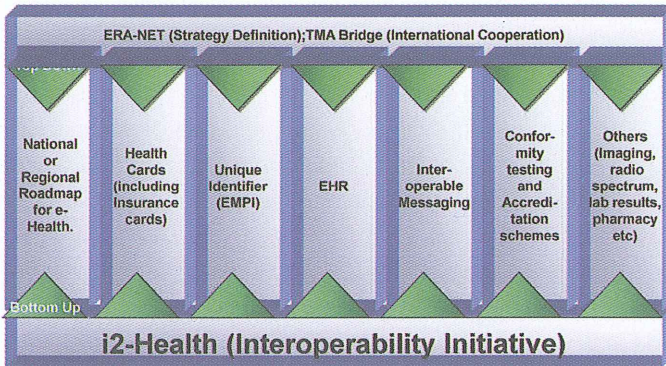 ERA-NET (Strategy Definition);TMA Bridge (International Cooperation)
Top Down
National
or
Regional
Roadmap
for e-
Health.
Health
Cards
(including
Insurance
cards)
Unique
Identifier
(EMPI)
EHR
Inter-
operable
Messaging
Confor-
mity
testing
and
Accredi-
tation
schemes
Others
(Imaging,
radio
spectrum,
lab results,
pharmacy
etc)
Bottom Up
i2-Health (Interoperability Initiative)